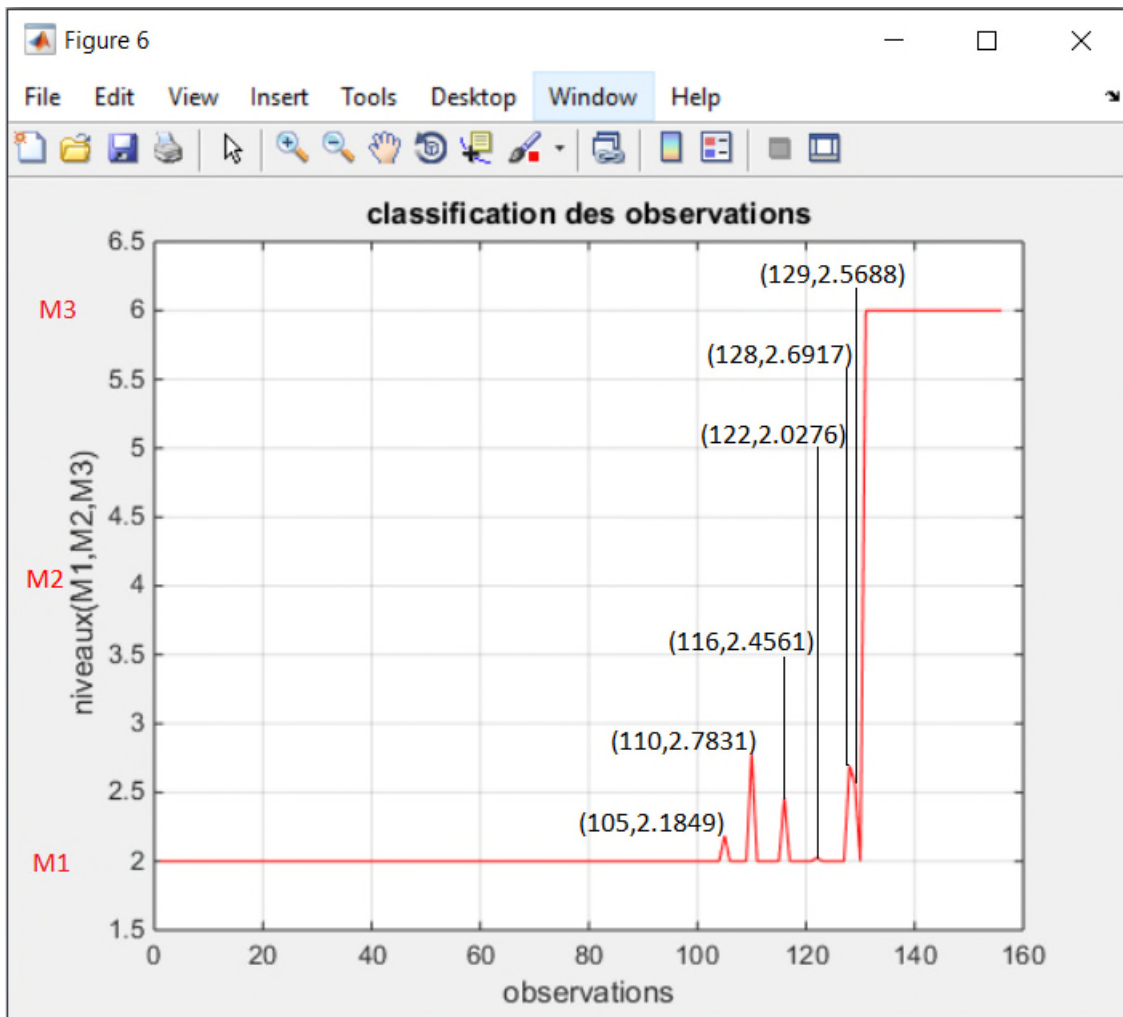 Figure 6
File Edit View Insert Tools Desktop Window Help
classification des observations
6.5
M3
6
5.5
5
4.5
M2
4
3.5
3
2.5
M1
2
1.5
niveaux(M1,M2,M3)
(129,2.5688)
(128,2.6917)
(122,2.0276)
(116,2.4561)
(110,2.7831)
(105,2.1849)
0 20 40 60 80 100 120 140 160
observations